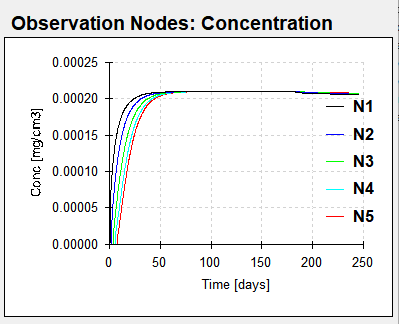 Observation Nodes: Concentration
Conc [mg/cm3]
0.00025
0.00020
0.00015
0.00010
0.00005
0.00000
N1
N2
N3
N4
N5
0 50 100 150 200 250
Time [days]